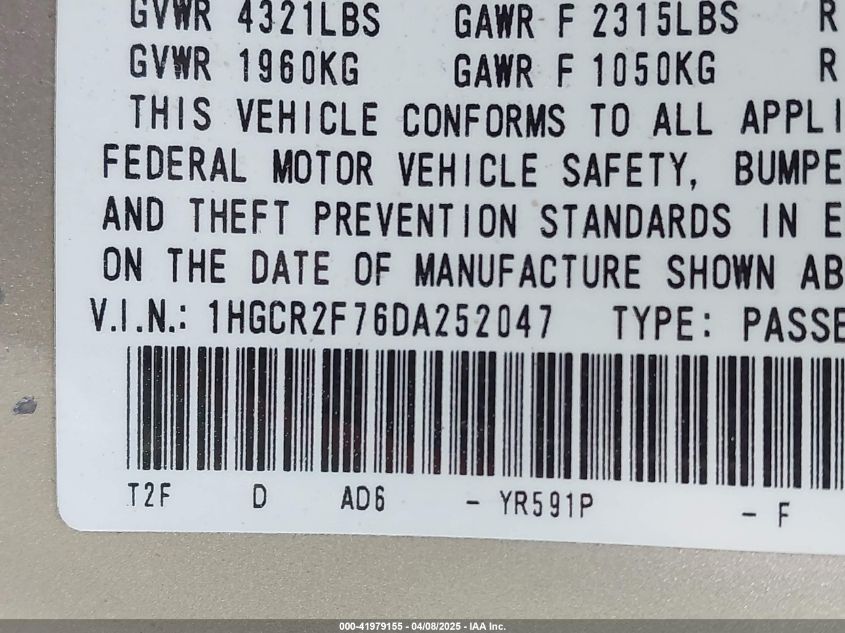 GVWR 4321LBS GAWR F 2315LBS R
GVWR 1960KG GAWR F 1050KG R
THIS VEHICLE CONFORMS TO ALL APPLI
FEDERAL MOTOR VEHICLE SAFETY, BUMPE
AND THEFT PREVENTION STANDARDS IN E
ON THE DATE OF MANUFACTURE SHOWN AB
V.I.N.: 1HGCR2F76DA252047 TYPE: PASSE
T2F D AD6 - YR591P - F
000-41979155 - 04/08/2025 - IAA Inc.